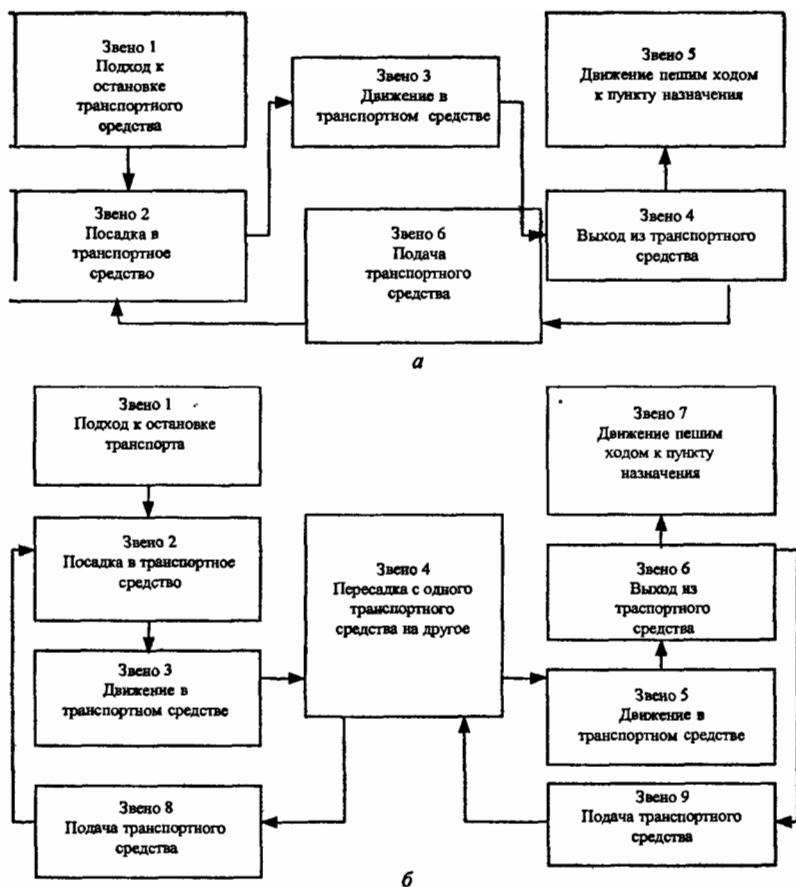 Звено 1
Подход к
остановке
транспортного
средства
Звено 2
Посадка в
транспортное
средство
Звено 3
Движение в
транспортном средстве
Звено 6
Подача
транспортного
средства
Звено 5
Движение пешим ходом
к пункту назначения
Звено 4
Выход из транспортного
средства
а
Звено 1
Подход к остановке
транспорта
Звено 2
Посадка в транспортное
средство
Звено 3
Движение в
транспортном средстве
Звено 8
Подача транспортного
средства
Звено 4
Пересадка с одного
транспортного
средства на другое
Звено 7
Движение пешим
ходом к пункту
назначения
Звено 6
Выход из
траспортного
средства
Звено 5
Движение в
транспортном средстве
Звено 9
Подача транспортного
средства
б